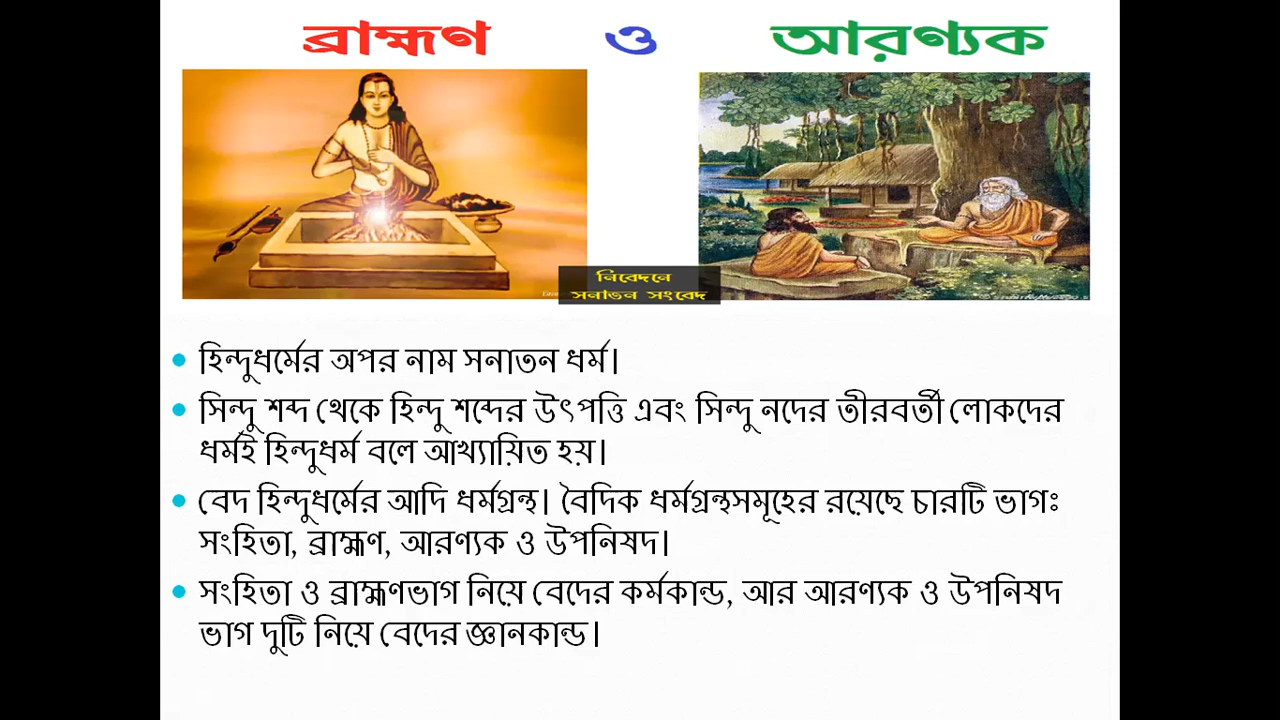 ব্রাহ্মণ ও আরণ্যক
নিবেদনে
সনাতন সংবেদ
হিন্দুধর্মের অপর নাম সনাতন ধর্ম।
সিন্দু শব্দ থেকে হিন্দু শব্দের উৎপত্তি এবং সিন্দু নদের তীরবর্তী লোকদের
ধর্মই হিন্দুধর্ম বলে আখ্যায়িত হয়।
বেদ হিন্দুধর্মের আদি ধর্মগ্রন্থ। বৈদিক ধর্মগ্রন্থসমূহের রয়েছে চারটি ভাগঃ
সংহিতা, ব্রাহ্মণ, আরণ্যক ও উপনিষদ।
সংহিতা ও ব্রাহ্মণভাগ নিয়ে বেদের কর্মকান্ড, আর আরণ্যক ও উপনিষদ
ভাগ দুটি নিয়ে বেদের জ্ঞানকান্ড।